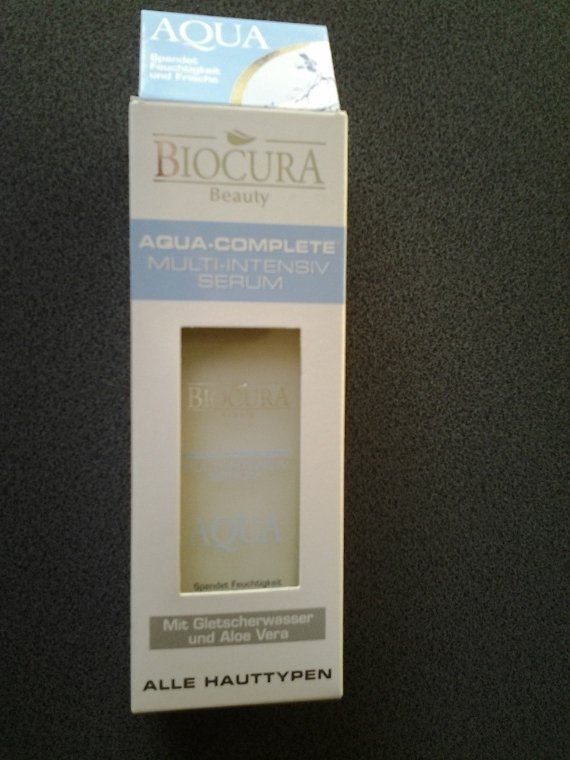 AQUA
Spendet
Feuchtigkeit
und Frische
BIOCURA
Beauty
AQUA-COMPLETE
MULTI-INTENSIV
SERUM
BIOCURA
AQUA
Spendet Feuchtigkeit
Mit Gletscherwasser
und Aloe Vera
ALLE HAUTTYPEN